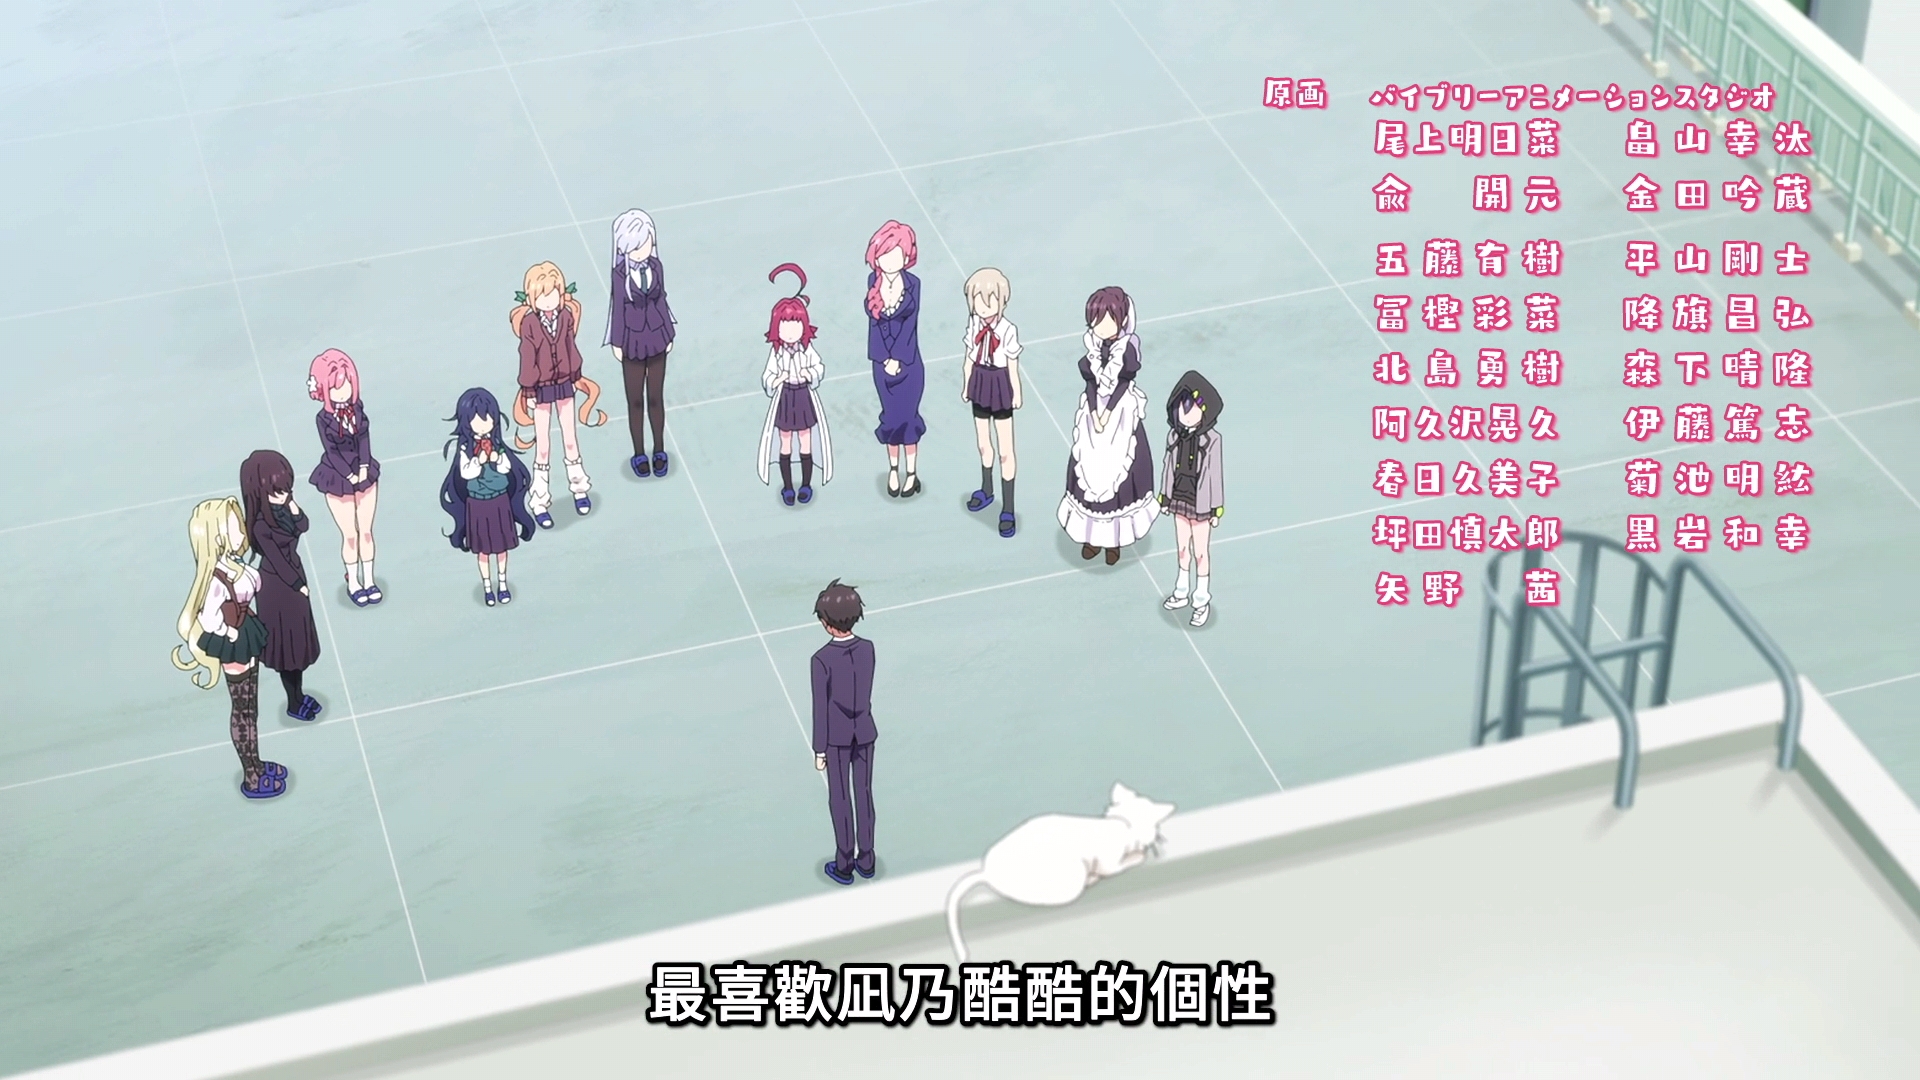 原画 バイブリーアニメーションスタジオ
尾上明日菜 畠山幸汰
兪開元 金田吟蔵
五藤有樹 平山剛士
冨樫彩菜 降旗昌弘
北島勇樹 森下晴隆
阿久沢晃久 伊藤篤志
春日久美子 菊池明紘
坪田慎太郎 黒岩和幸
矢野茜
最喜歡凪乃酷酷的個性